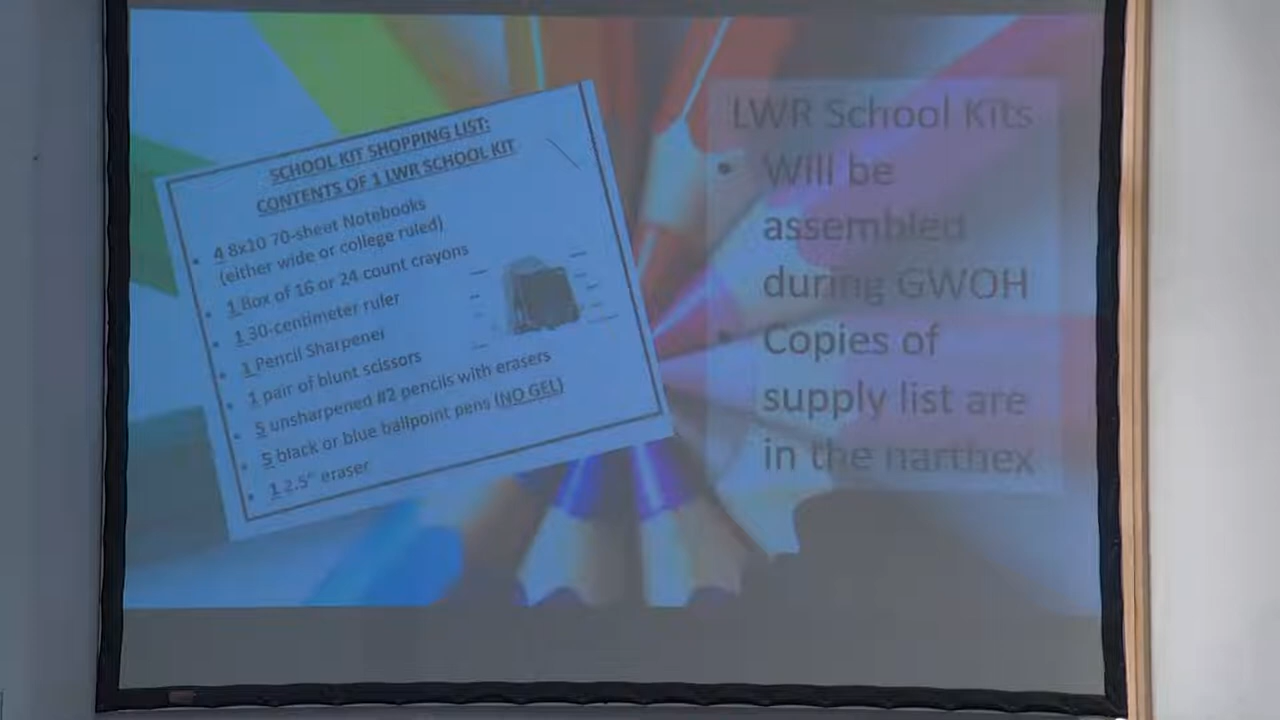 SCHOOL KIT SHOPPING LIST:
CONTENTS OF 1 LWR SCHOOL KIT
• 4 8x10 70-sheet Notebooks
(either wide or college ruled)
• 1 Box of 16 or 24 count crayons
• 1 30-centimeter ruler
• 1 Pencil Sharpener
• 1 pair of blunt scissors
• 5 unsharpened #2 pencils with erasers
• 5 black or blue ballpoint pens (NO GEL)
• 1 2.5" eraser
LWR School Kits
• Will be
assembled
during GWOH
• Copies of
supply list are
in the narthex